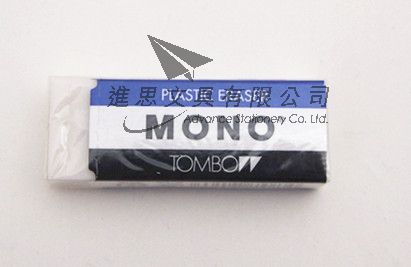 PLASTIC ERASER
進思文具有限公司
Advance Stationery Co. Ltd.
MONO
TOMBOW